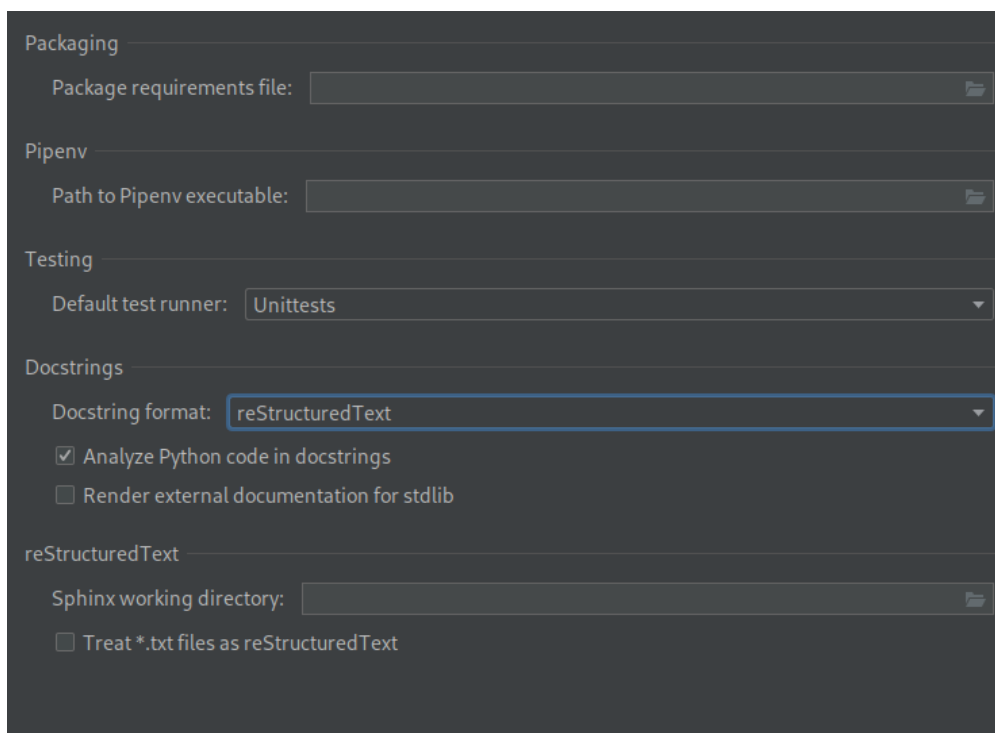 Packaging
Package requirements file:
Pipenv
Path to Pipenv executable:
Testing
Default test runner: Unittests
Docstrings
Docstring format: reStructuredText
Analyze Python code in docstrings
Render external documentation for stdlib
reStructuredText
Sphinx working directory:
Treat *.txt files as reStructuredText